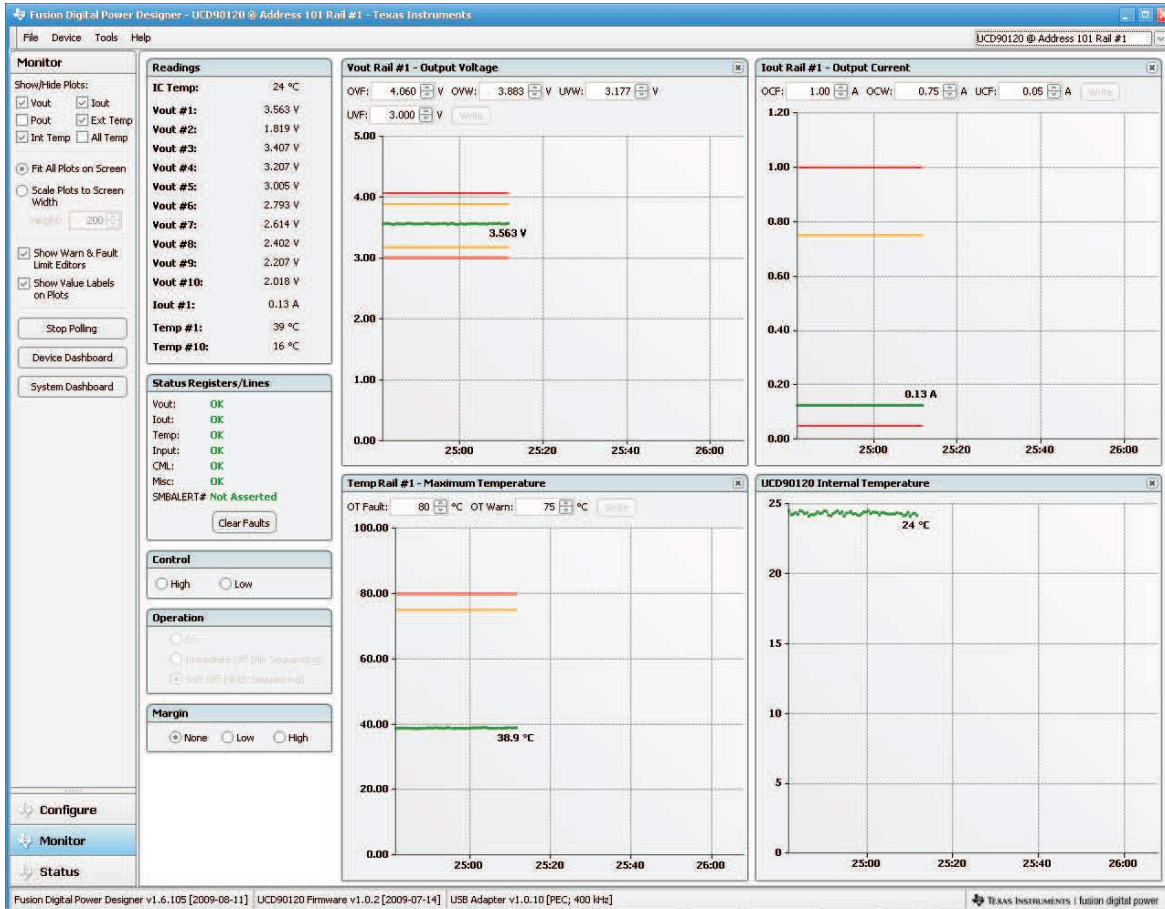 Fusion Digital Power Designer - UCD90120 @ Address 101 Rail #1 - Texas Instruments
File Device Tools Help
UCD90120 @ Address 101 Rail #1
Monitor
Show/Hide Plots:
Vout Iout
Pout Ext Temp
Int Temp All Temp
Fit All Plots on Screen
Scale Plots to Screen
Width
Height: 200
Show Warn & Fault
Limit Editors
Show Value Labels
on Plots
Stop Polling
Device Dashboard
System Dashboard
Configure
Monitor
Status
Readings
IC Temp: 24 °C
Vout #1: 3.563 V
Vout #2: 1.819 V
Vout #3: 3.407 V
Vout #4: 3.207 V
Vout #5: 3.005 V
Vout #6: 2.793 V
Vout #7: 2.614 V
Vout #8: 2.402 V
Vout #9: 2.207 V
Vout #10: 2.018 V
Iout #1: 0.13 A
Temp #1: 39 °C
Temp #10: 16 °C
Status Registers/Lines
Vout: OK
Iout: OK
Temp: OK
Input: OK
CML: OK
Misc: OK
SMBALERT# Not Asserted
Clear Faults
Control
High Low
Operation
On
Immediate Off (No Sequencing)
Soft Off (With Sequencing)
Margin
None Low High
Vout Rail #1 - Output Voltage
OVF: 4.060 V OVW: 3.883 V UVW: 3.177 V
UVF: 3.000 V Write
5.00
4.00
3.563 V
3.00
2.00
1.00
0.00
25:00 25:20 25:40 26:00
Iout Rail #1 - Output Current
OCF: 1.00 A OCW: 0.75 A UCF: 0.05 A Write
1.00
0.80
0.60
0.40
0.20
0.13 A
0.00
25:00 25:20 25:40 26:00
Temp Rail #1 - Maximum Temperature
OT Fault: 80 °C OT Warn: 75 °C Write
100.00
80.00
60.00
40.00
38.9 °C
20.00
0.00
25:00 25:20 25:40 26:00
UCD90120 Internal Temperature
25
24 °C
20
15
10
5
0
25:00 25:20 25:40 26:00
Fusion Digital Power Designer v1.6.105 [2009-08-11] UCD90120 Firmware v1.0.2 [2009-07-14] USB Adapter v1.0.10 [PEC; 400 kHz] TEXAS INSTRUMENTS | fusion digital power